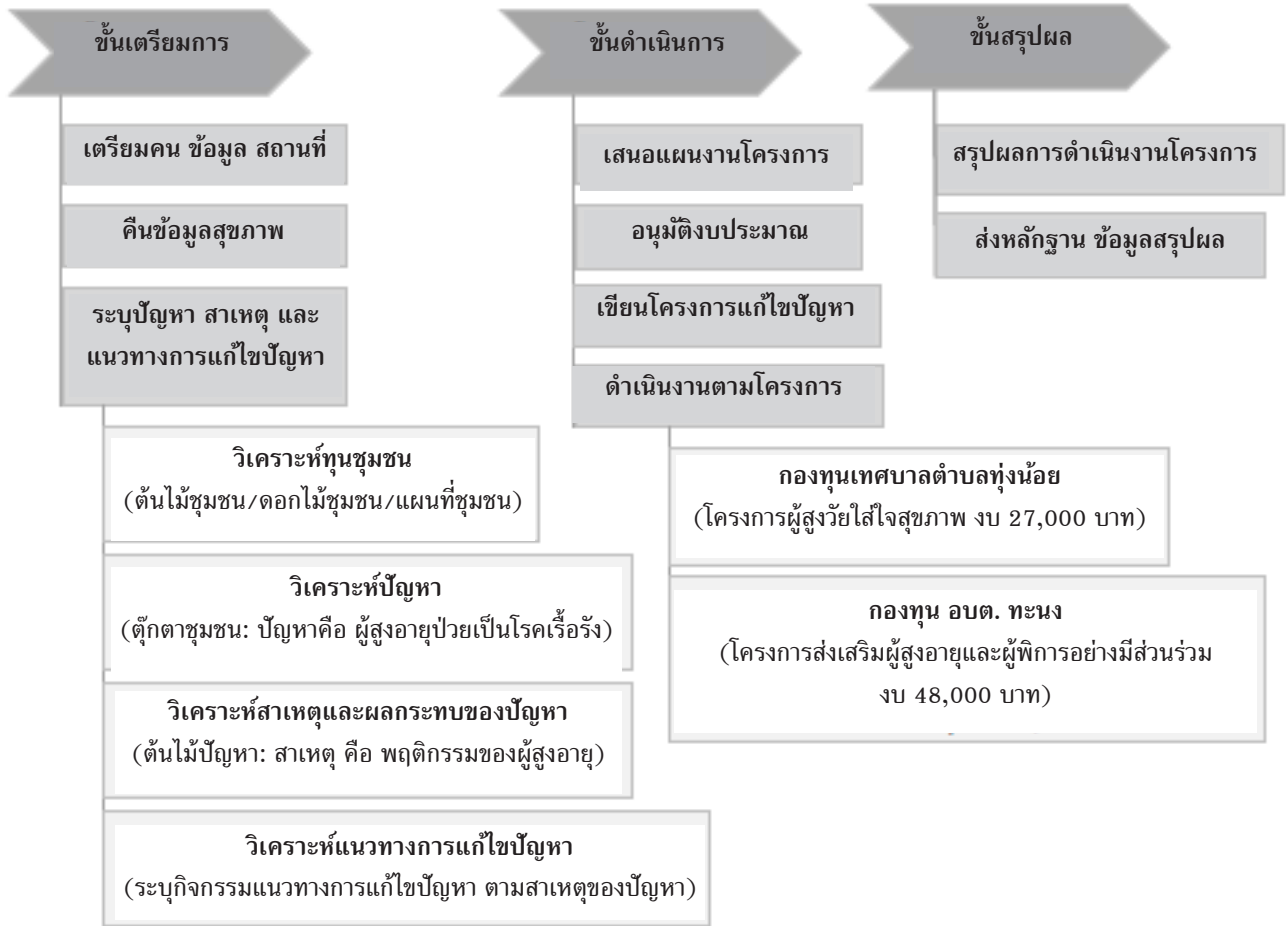 ขั้นเตรียมการ
เตรียมคน ข้อมูล สถานที่
คืนข้อมูลสุขภาพ
ระบุปัญหา สาเหตุ และ
แนวทางการแก้ไขปัญหา
วิเคราะห์ทุนชุมชน
(ต้นไม้ชุมชน/ดอกไม้ชุมชน/แผนที่ชุมชน)
วิเคราะห์ปัญหา
(ตุ๊กตาชุมชน: ปัญหาคือ ผู้สูงอายุป่วยเป็นโรคเรื้อรัง)
วิเคราะห์สาเหตุและผลกระทบของปัญหา
(ต้นไม้ปัญหา: สาเหตุ คือ พฤติกรรมของผู้สูงอายุ)
วิเคราะห์แนวทางการแก้ไขปัญหา
(ระบุกิจกรรมแนวทางการแก้ไขปัญหา ตามสาเหตุของปัญหา)
ขั้นดำเนินการ
เสนอแผนงานโครงการ
อนุมัติงบประมาณ
เขียนโครงการแก้ไขปัญหา
ดำเนินงานตามโครงการ
กองทุนเทศบาลตำบลทุ่งน้อย
(โครงการผู้สูงวัยใส่ใจสุขภาพ งบ 27,000 บาท)
กองทุน อบต. ทะนง
(โครงการส่งเสริมผู้สูงอายุและผู้พิการอย่างมีส่วนร่วม
งบ 48,000 บาท)
ขั้นสรุปผล
สรุปผลการดำเนินงานโครงการ
ส่งหลักฐาน ข้อมูลสรุปผล